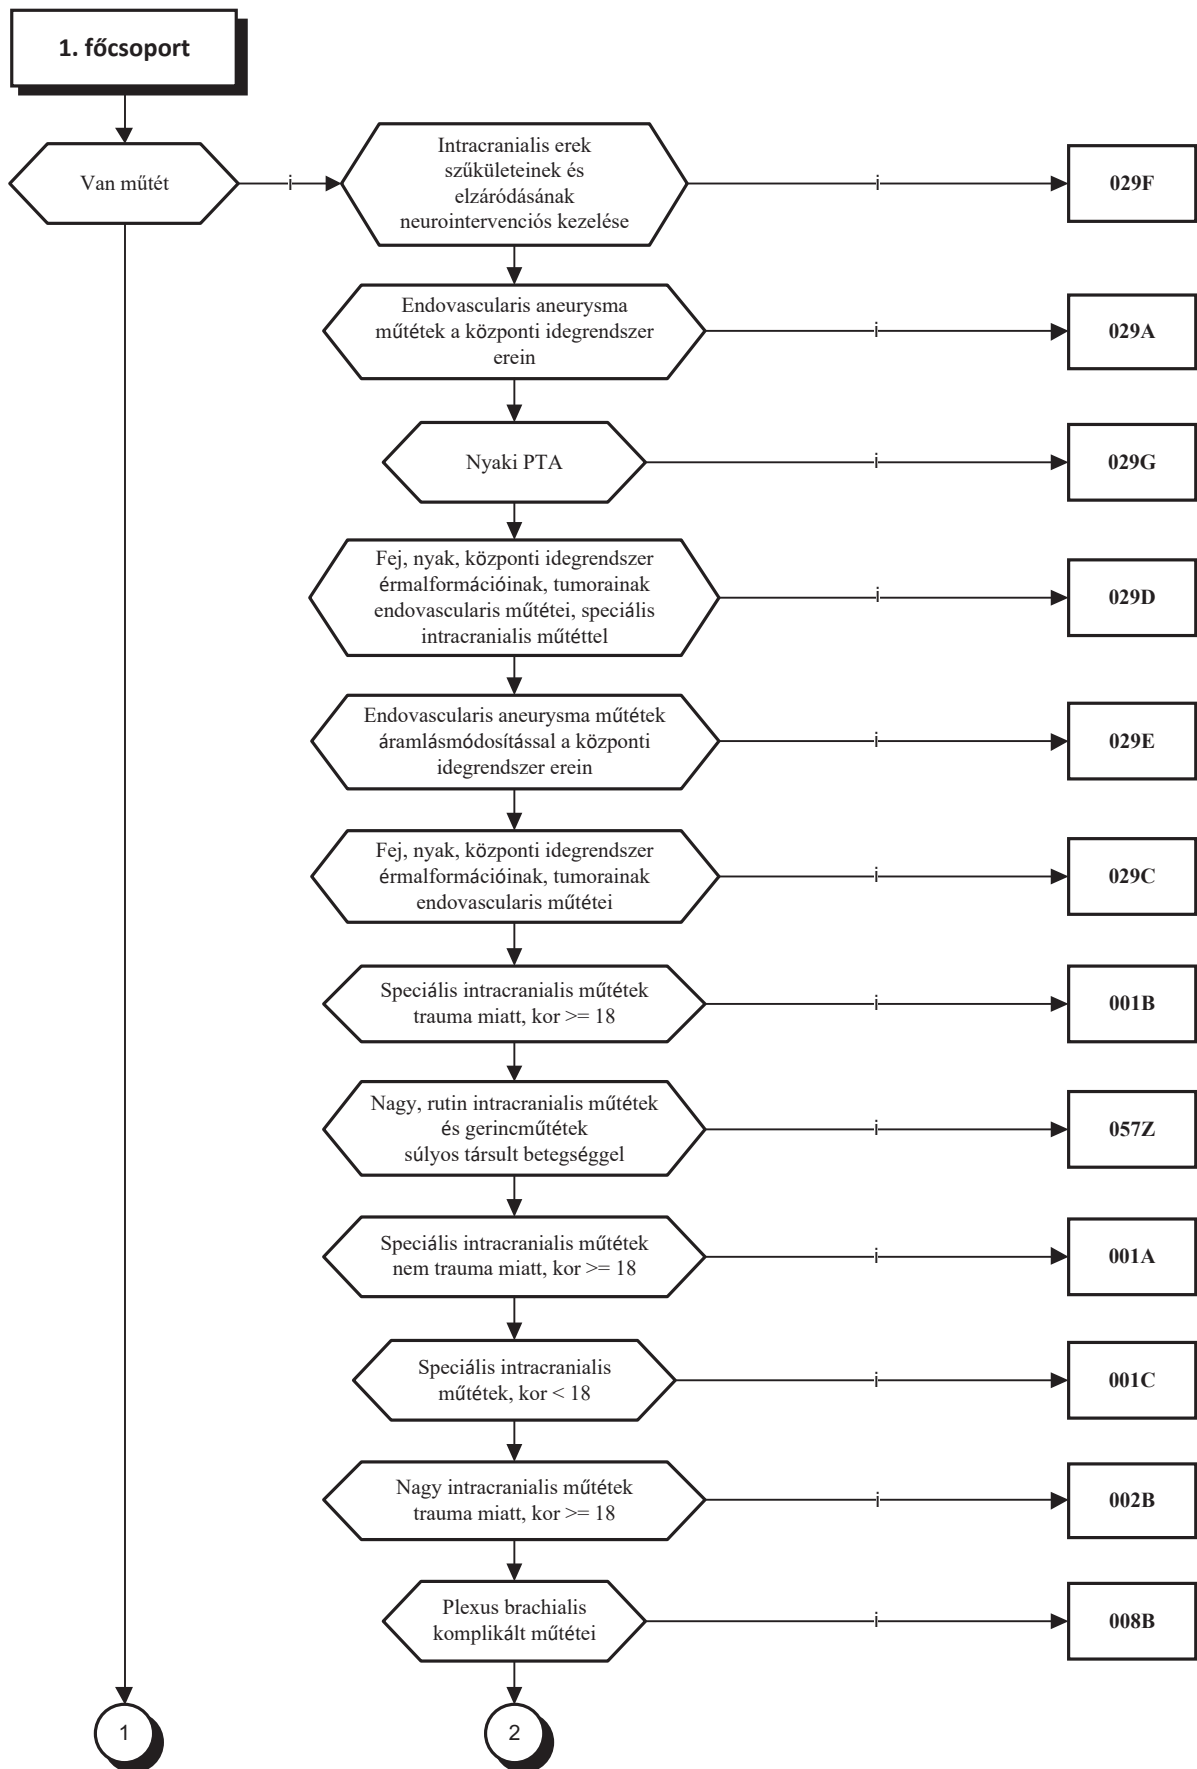 1. főcsoport
Van műtét
i
Intracranialis erek
szűkületeinek és
elzáródásának
neurointervenciós kezelése
i
029F
Endovascularis aneurysma
műtétek a központi idegrendszer
erein
i
029A
Nyaki PTA
i
029G
Fej, nyak, központi idegrendszer
érmalformációinak, tumorainak
endovascularis műtétei, speciális
intracranialis műtéttel
i
029D
Endovascularis aneurysma műtétek
áramlásmódosítással a központi
idegrendszer erein
i
029E
Fej, nyak, központi idegrendszer
érmalformációinak, tumorainak
endovascularis műtétei
i
029C
Speciális intracranialis műtétek
trauma miatt, kor >= 18
i
001B
Nagy, rutin intracranialis műtétek
és gerincműtétek
súlyos társult betegséggel
i
057Z
Speciális intracranialis műtétek
nem trauma miatt, kor >= 18
i
001A
Speciális intracranialis
műtétek, kor < 18
i
001C
Nagy intracranialis műtétek
trauma miatt, kor >= 18
i
002B
Plexus brachialis
komplikált műtétei
i
008B
1
2